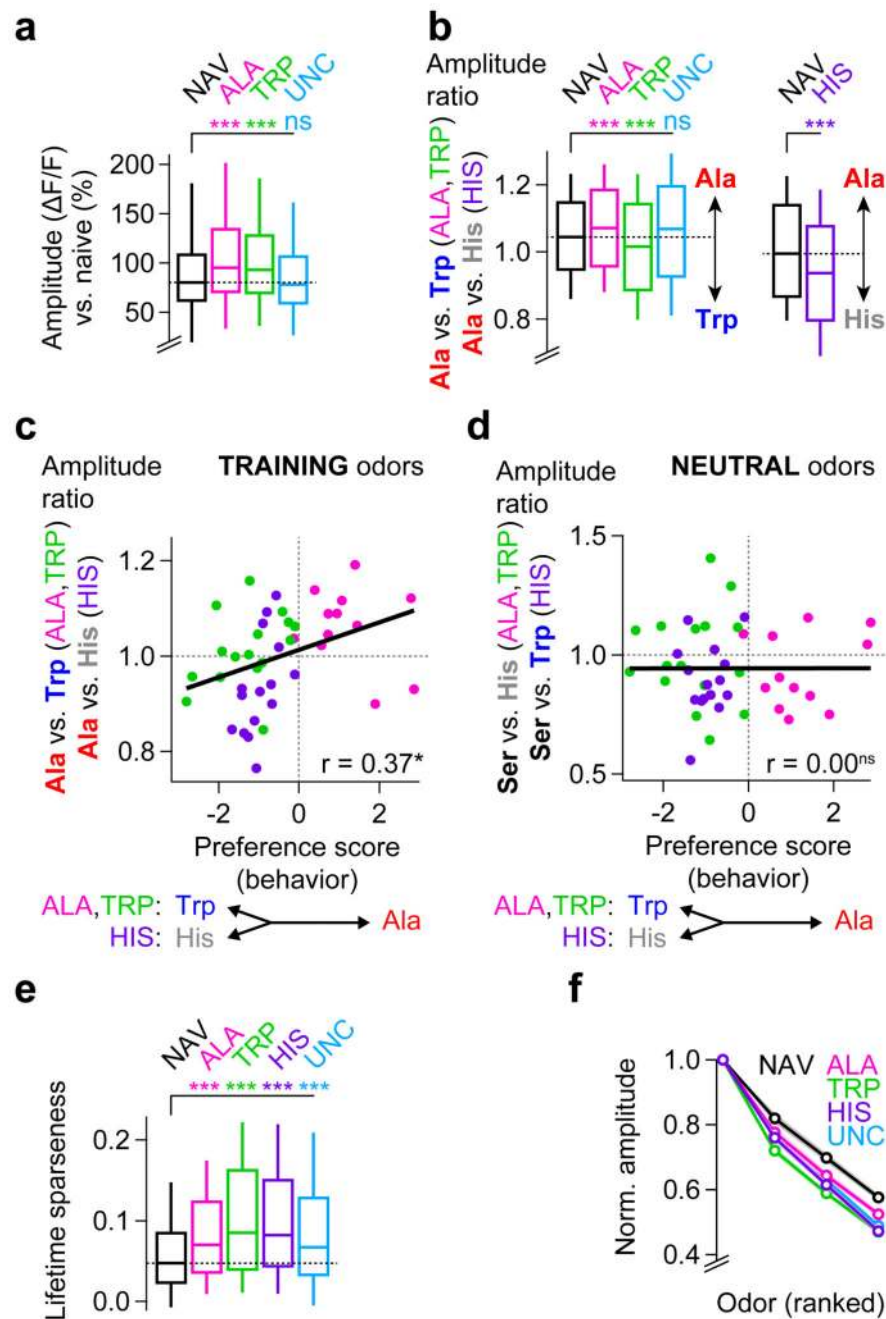 a
NAV ALA TRP UNC
*** *** ns
Amplitude (ΔF/F)
vs. naive (%)
200
150
100
50
b
Amplitude
ratio
NAV ALA TRP UNC
*** *** ns
NAV HIS
***
Ala vs. Trp (ALA,TRP)
Ala vs. His (HIS)
1.2
1.0
0.8
Ala
Trp
Ala
His
c
Amplitude
ratio
TRAINING odors
Ala vs. Trp (ALA,TRP)
Ala vs. His (HIS)
1.2
1.0
0.8
r = 0.37*
-2 0 2
Preference score
(behavior)
ALA,TRP: Trp
HIS: His
Ala
d
Amplitude
ratio
NEUTRAL odors
Ser vs. His (ALA,TRP)
Ser vs. Trp (HIS)
1.5
1.0
0.5
r = 0.00ns
-2 0 2
Preference score
(behavior)
ALA,TRP: Trp
HIS: His
Ala
e
NAV ALA TRP HIS UNC
*** *** *** ***
Lifetime sparseness
0.2
0.1
0.0
f
NAV ALA
TRP
HIS
UNC
Norm. amplitude
1.0
0.8
0.6
0.4
Odor (ranked)